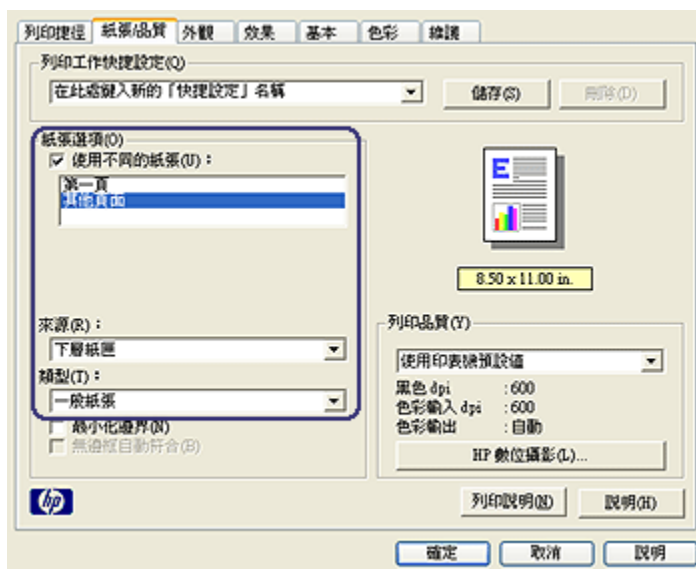 列印捷徑 紙張/品質 外觀 效果 基本 色彩 維護
列印工作快捷設定(Q)
在此處鍵入新的「快捷設定」名稱
儲存(S) 刪除(D)
紙張選項(O)
使用不同的紙張(U)：
第一頁
其他頁面
E
8.50 x 11.00 in.
來源(R)：
下層紙匣
類型(T)：
一般紙張
最小化邊界(N)
無邊框自動符合(B)
列印品質(Y)
使用印表機預設值
黑色 dpi :600
色彩輸入 dpi :600
色彩輸出 :自動
HP 數位攝影(L)...
hp
列印說明(N) 說明(H)
確定 取消 說明